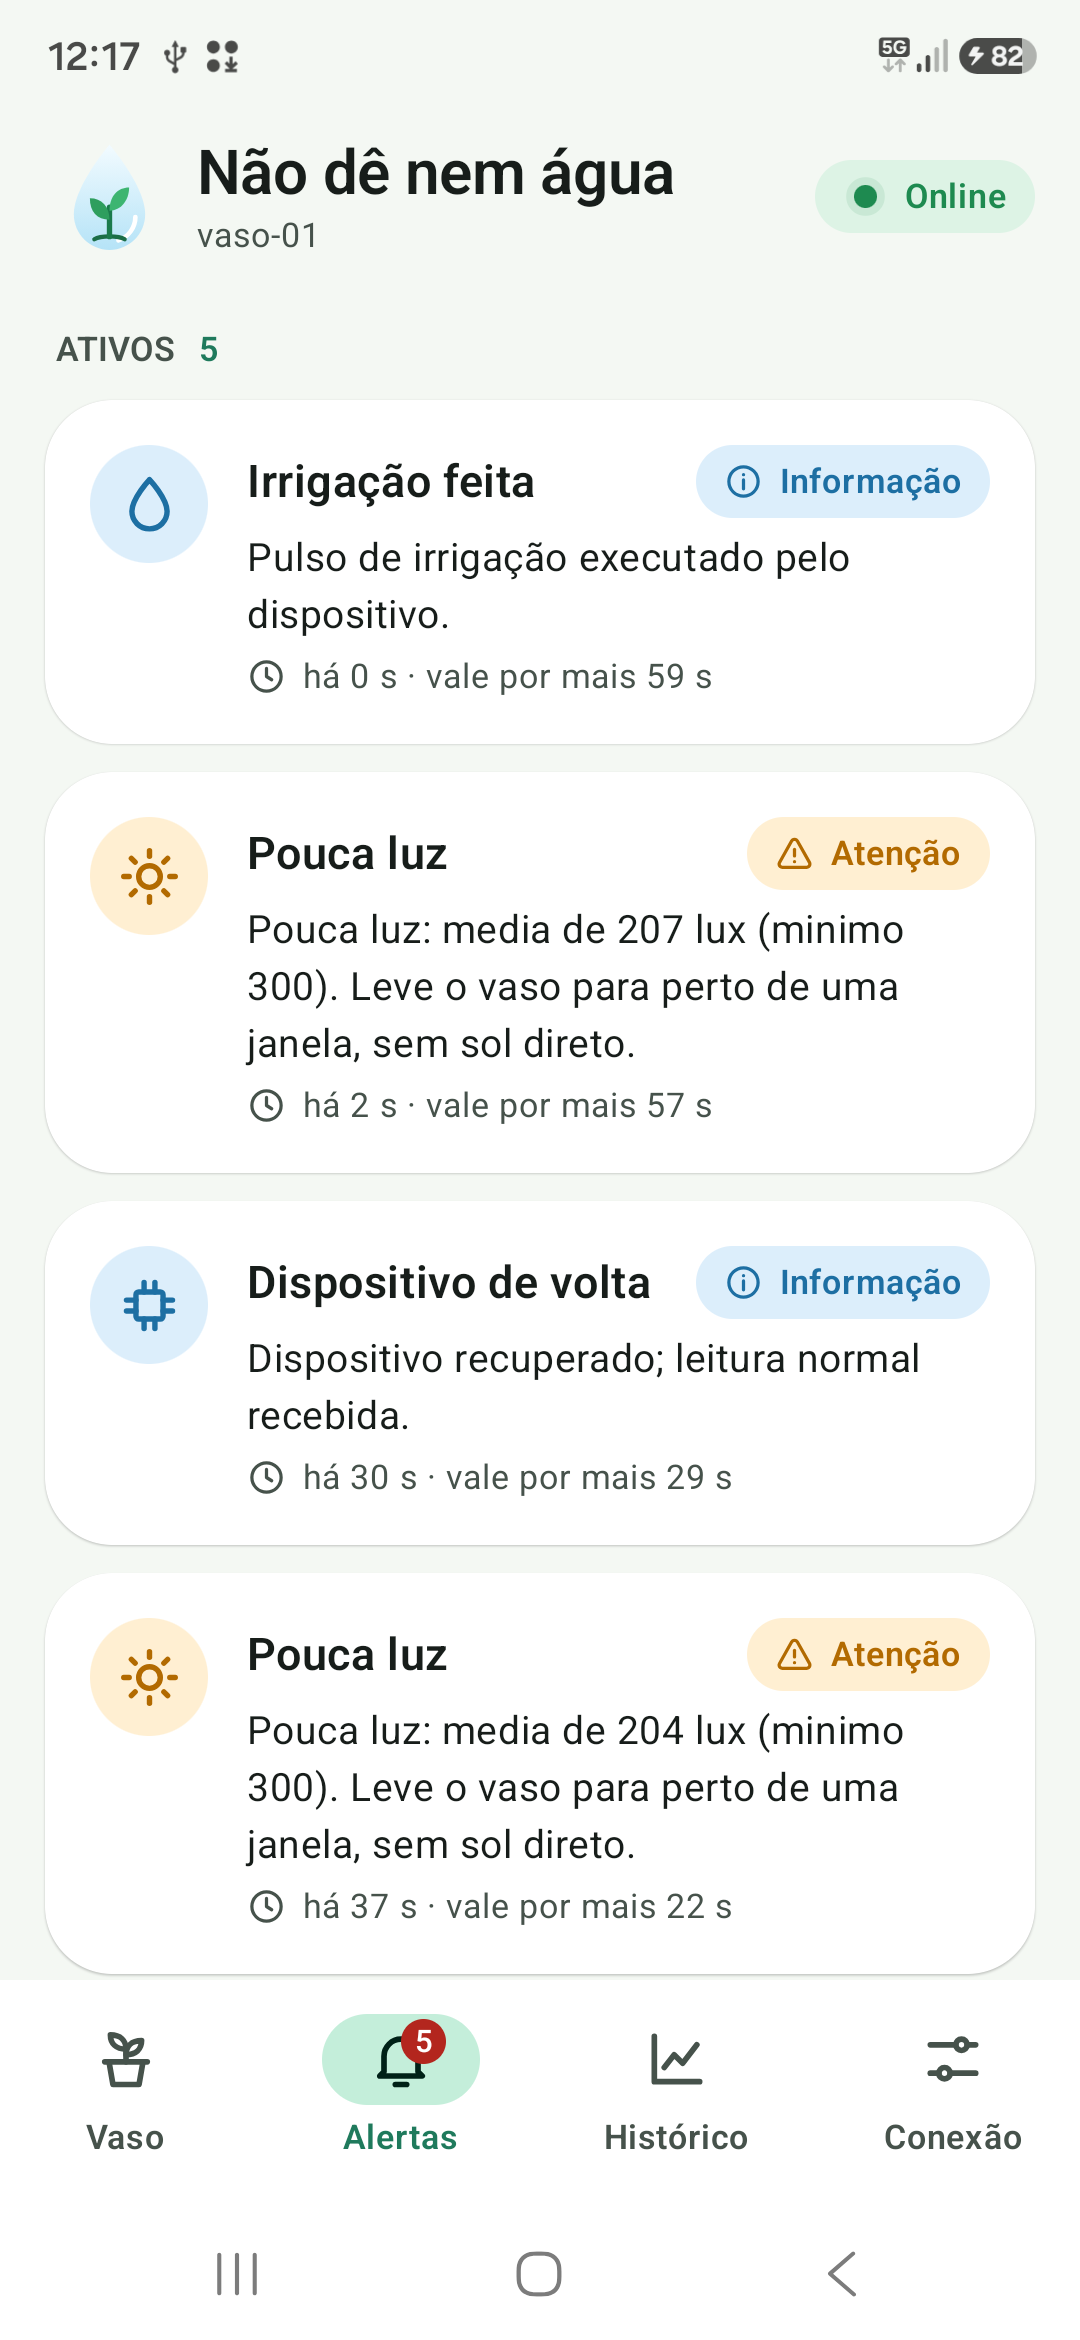 12:17
5G
82
Não dê nem água
vaso-01
Online
ATIVOS 5
Irrigação feita
Informação
Pulso de irrigação executado pelo
dispositivo.
há 0 s · vale por mais 59 s
Pouca luz
Atenção
Pouca luz: media de 207 lux (minimo
300). Leve o vaso para perto de uma
janela, sem sol direto.
há 2 s · vale por mais 57 s
Dispositivo de volta
Informação
Dispositivo recuperado; leitura normal
recebida.
há 30 s · vale por mais 29 s
Pouca luz
Atenção
Pouca luz: media de 204 lux (minimo
300). Leve o vaso para perto de uma
janela, sem sol direto.
há 37 s · vale por mais 22 s
5
Vaso
Alertas
Histórico
Conexão